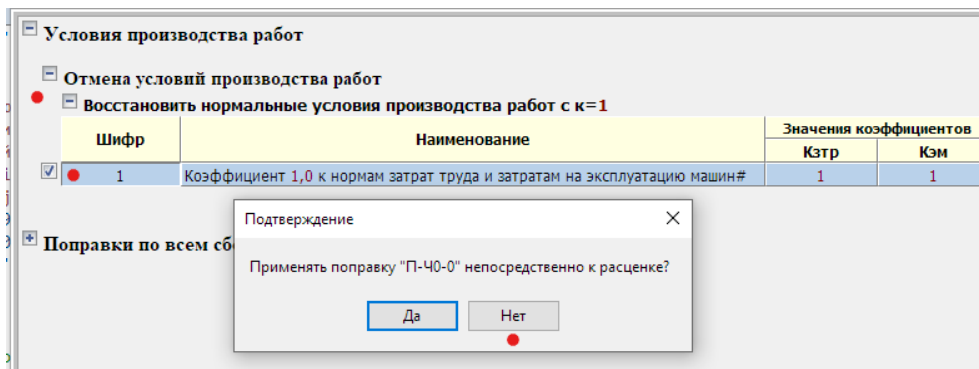 Условия производства работ
Отмена условий производства работ
Восстановить нормальные условия производства работ с к=1
Шифр Наименование Значения коэффициентов
Кзтр Кэм
1 Коэффициент 1,0 к нормам затрат труда и затратам на эксплуатацию машин# 1 1
Подтверждение
Поправки по всем сб
Применять поправку "П-Ч0-0" непосредственно к расценке?
Да Нет